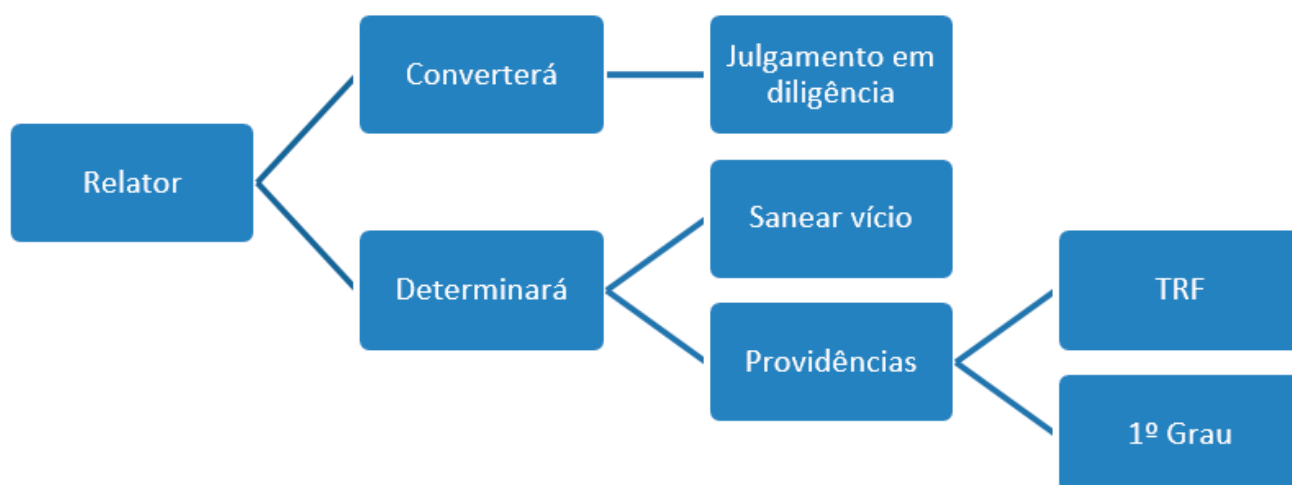 Relator
Converterá
Julgamento em
diligência
Determinará
Sanear vício
Providências
TRF
1º Grau